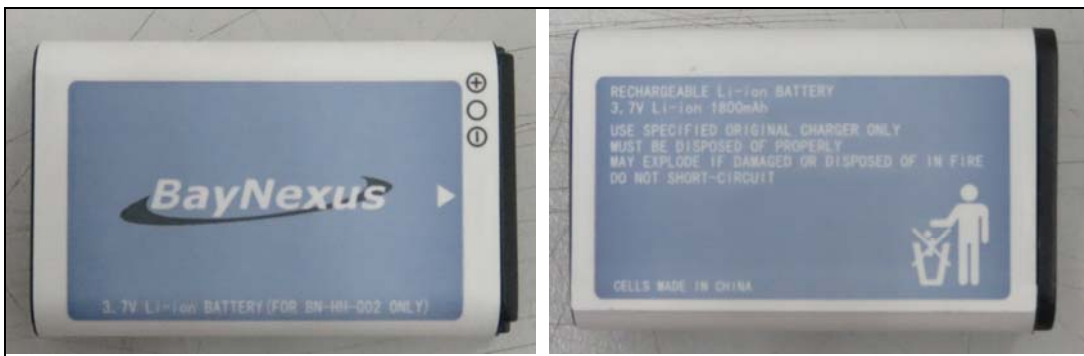 BayNexus
3.7V Li-ion BATTERY(FOR BN-HH-002 ONLY)
RECHARGEABLE Li-ion BATTERY
3.7V Li-ion 1800mAh
USE SPECIFIED ORIGINAL CHARGER ONLY
MUST BE DISPOSED OF PROPERLY
MAY EXPLODE IF DAMAGED OR DISPOSED OF IN FIRE
DO NOT SHORT-CIRCUIT
CELLS MADE IN CHINA